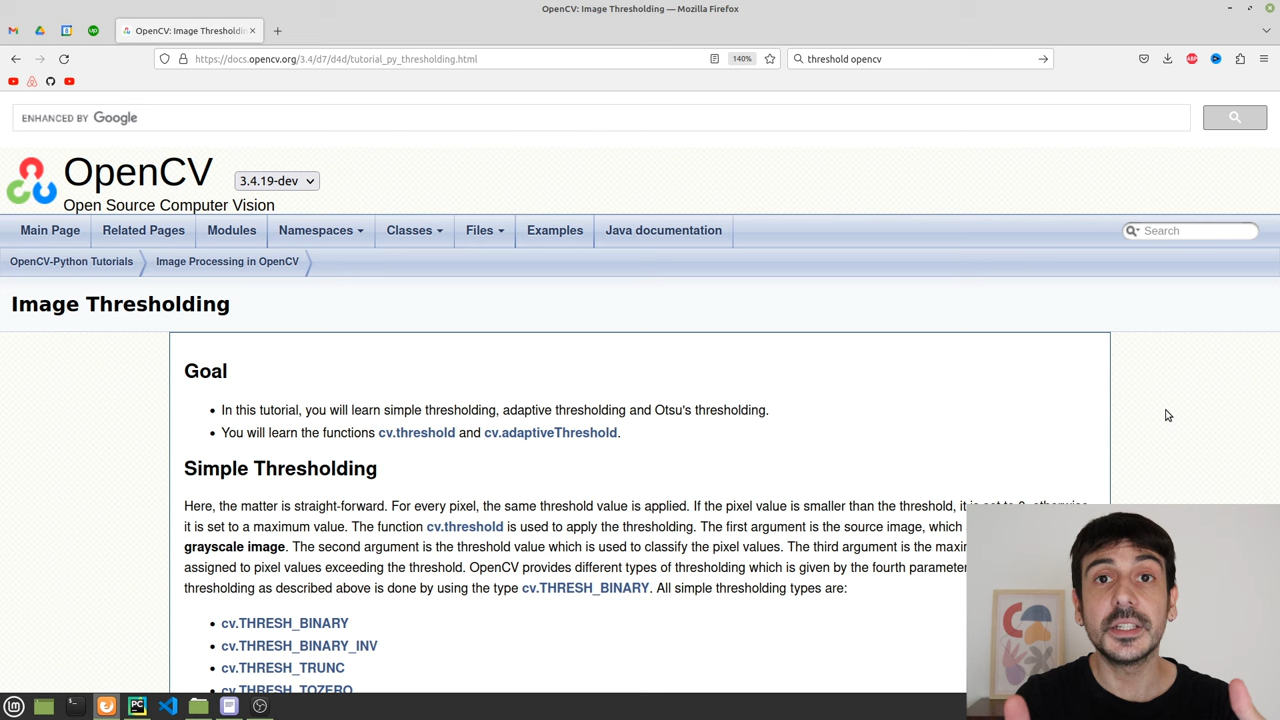 OpenCV: Image Thresholding — Mozilla Firefox
OpenCV: Image Thresholdin
https://docs.opencv.org/3.4/d7/d4d/tutorial_py_thresholding.html
140%
threshold opencv
ENHANCED BY Google
OpenCV
3.4.19-dev
Open Source Computer Vision
Main Page
Related Pages
Modules
Namespaces
Classes
Files
Examples
Java documentation
Search
OpenCV-Python Tutorials
Image Processing in OpenCV
Image Thresholding
Goal
• In this tutorial, you will learn simple thresholding, adaptive thresholding and Otsu's thresholding.
• You will learn the functions cv.threshold and cv.adaptiveThreshold.
Simple Thresholding
Here, the matter is straight-forward. For every pixel, the same threshold value is applied. If the pixel value is smaller than the threshold, it is set to 0, otherwise
it is set to a maximum value. The function cv.threshold is used to apply the thresholding. The first argument is the source image, which
grayscale image. The second argument is the threshold value which is used to classify the pixel values. The third argument is the maxim
assigned to pixel values exceeding the threshold. OpenCV provides different types of thresholding which is given by the fourth parameter
thresholding as described above is done by using the type cv.THRESH_BINARY. All simple thresholding types are:
• cv.THRESH_BINARY
• cv.THRESH_BINARY_INV
• cv.THRESH_TRUNC
• cv.THRESH_TOZERO